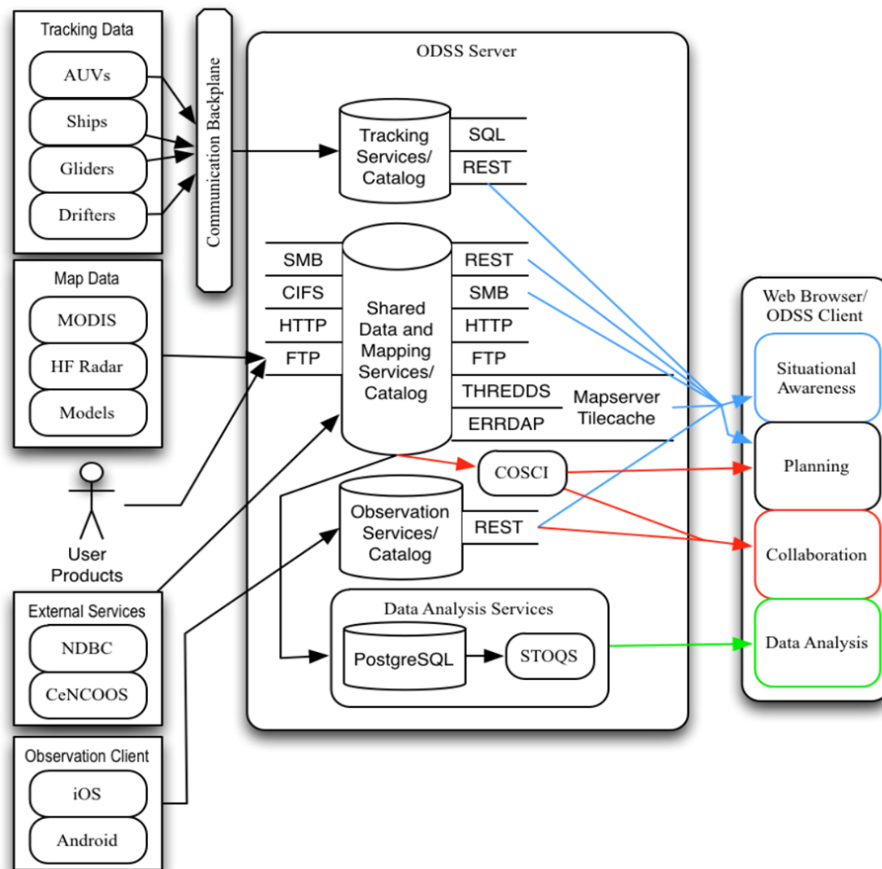 Tracking Data
AUVs
Ships
Gliders
Drifters
Communication Backplane
Map Data
MODIS
HF Radar
Models
User
Products
External Services
NDBC
CeNCOOS
Observation Client
iOS
Android
ODSS Server
Tracking
Services/
Catalog
SQL
REST
SMB
CIFS
HTTP
FTP
Shared
Data and
Mapping
Services/
Catalog
REST
SMB
HTTP
FTP
THREDDS
ERRDAP
Mapserver
Tilecache
COSCI
Observation
Services/
Catalog
REST
Data Analysis Services
PostgreSQL
STOQS
Web Browser/
ODSS Client
Situational
Awareness
Planning
Collaboration
Data Analysis